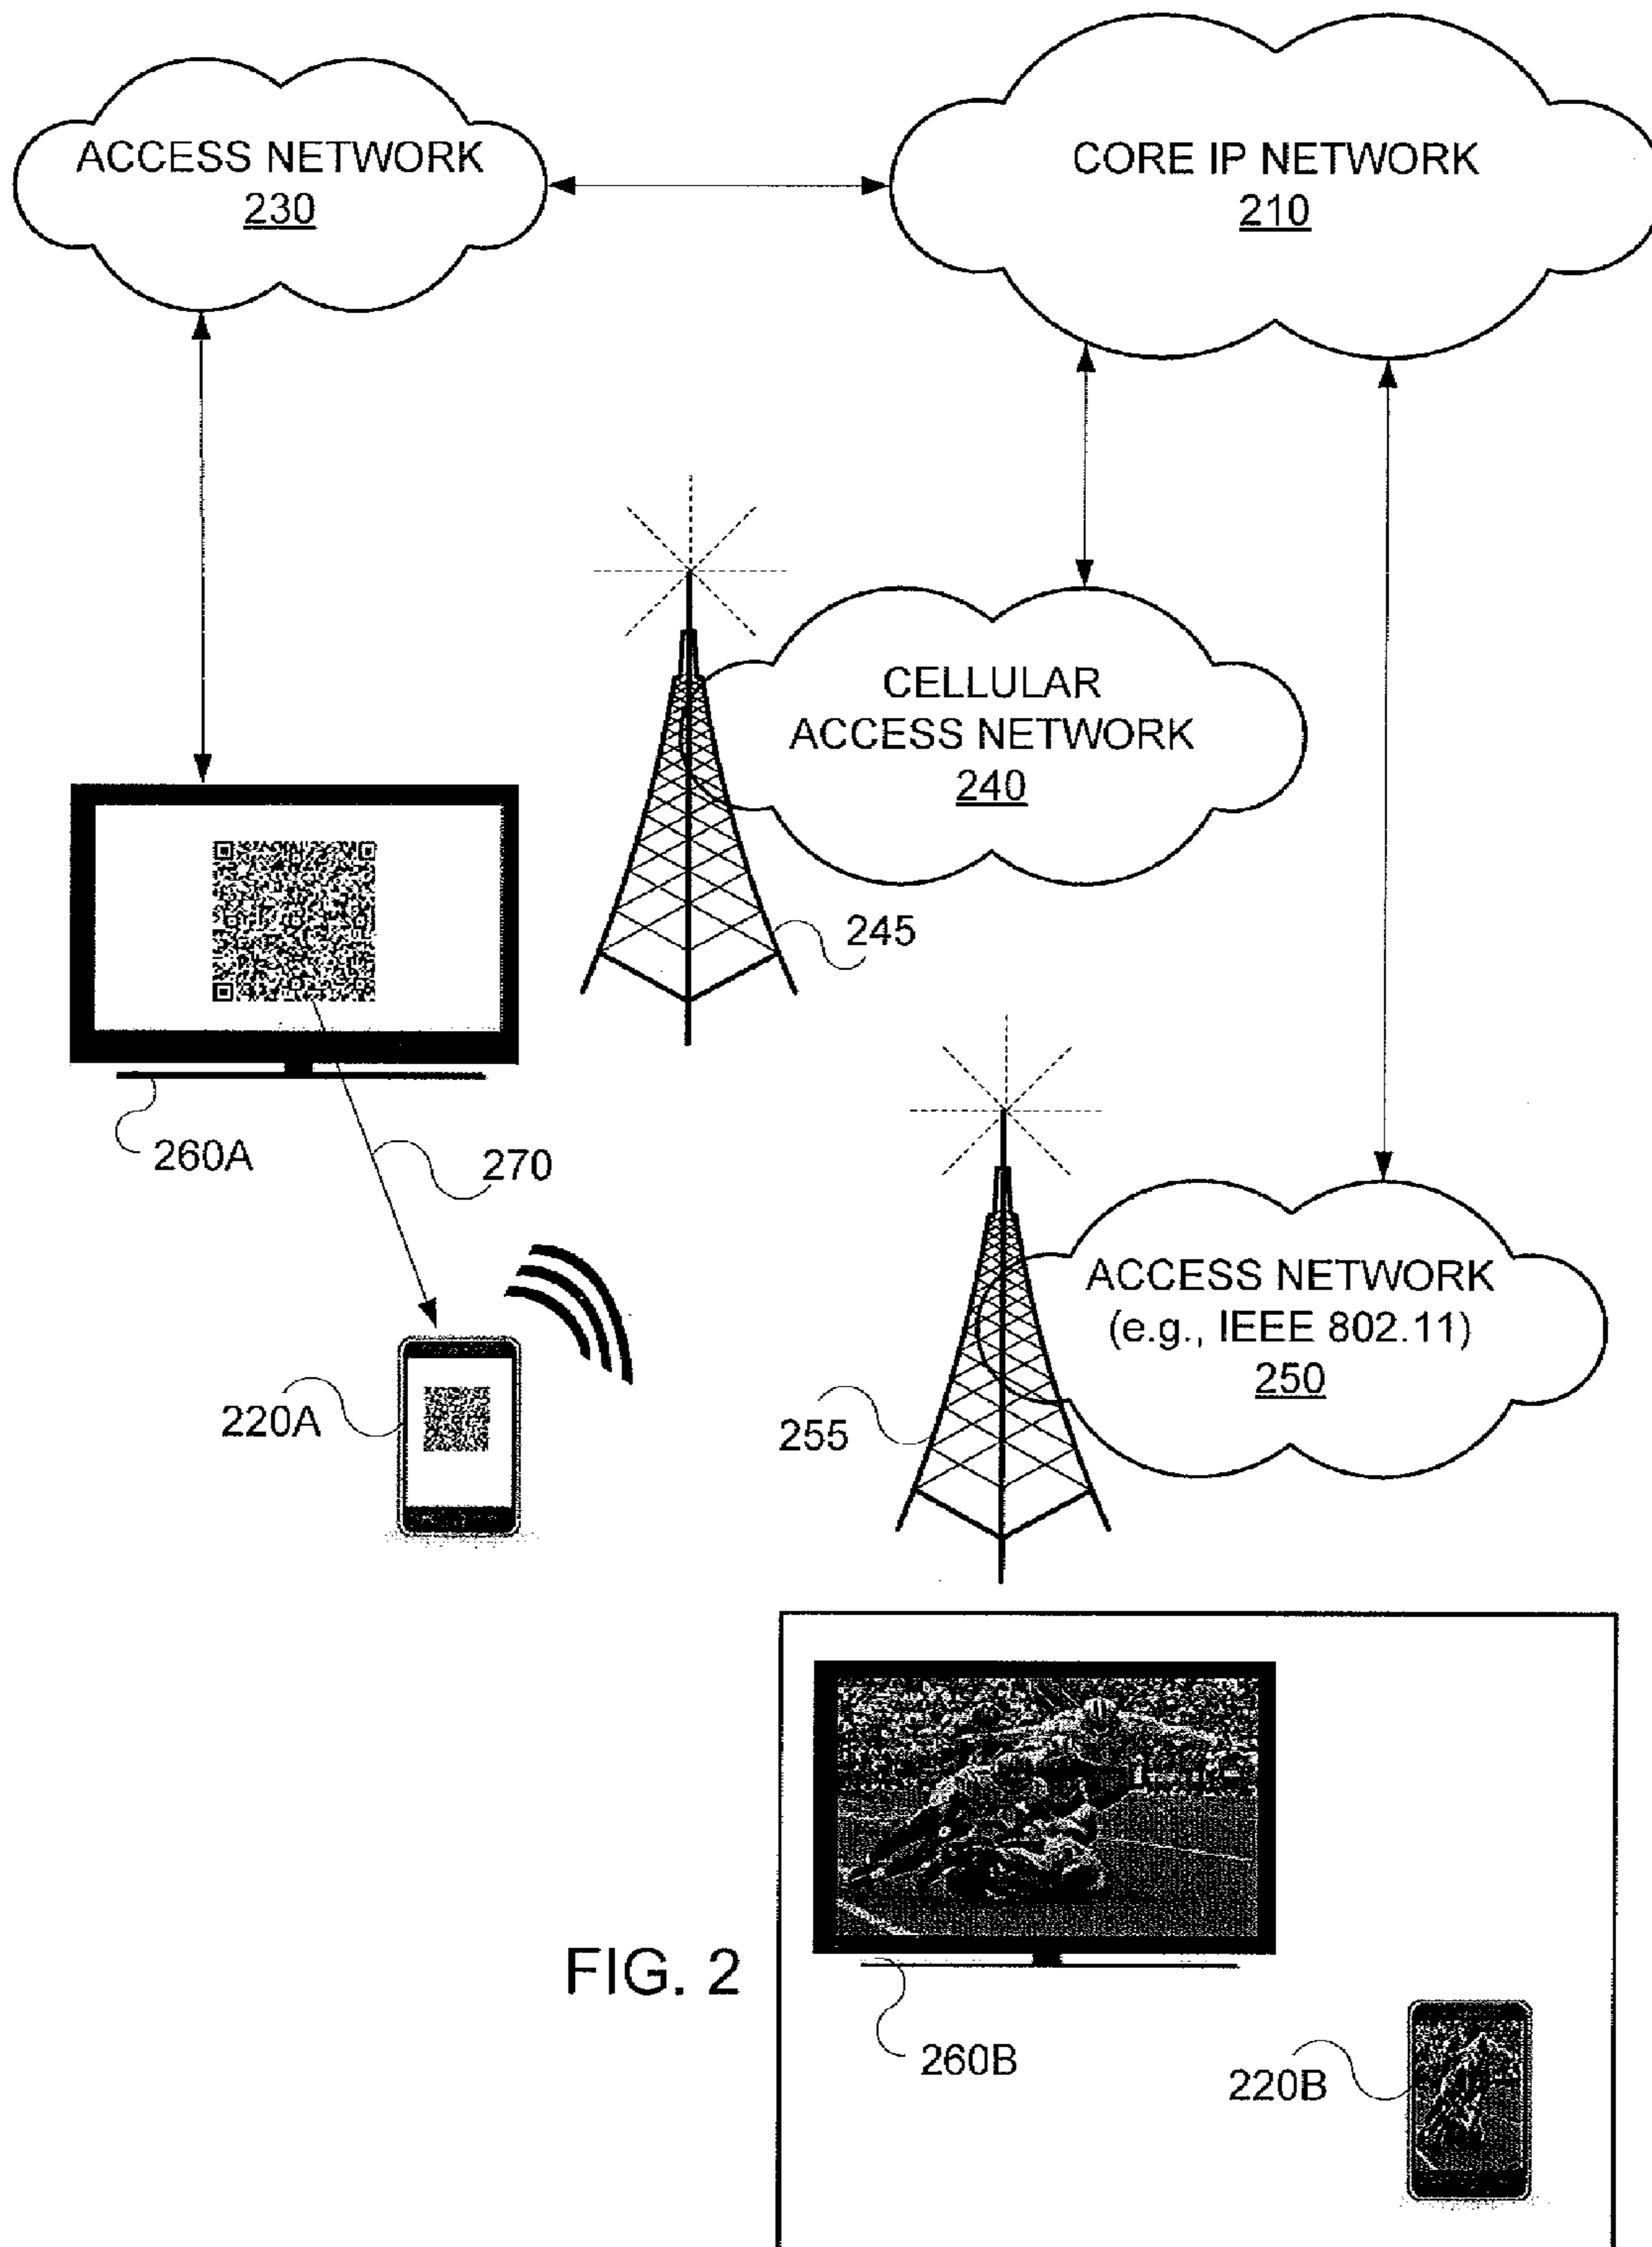 ACCESS NETWORK
230
CORE IP NETWORK
210
CELLULAR
ACCESS NETWORK
240
245
260A
270
ACCESS NETWORK
(e.g., IEEE 802.11)
250
220A
255
FIG. 2
260B
220B